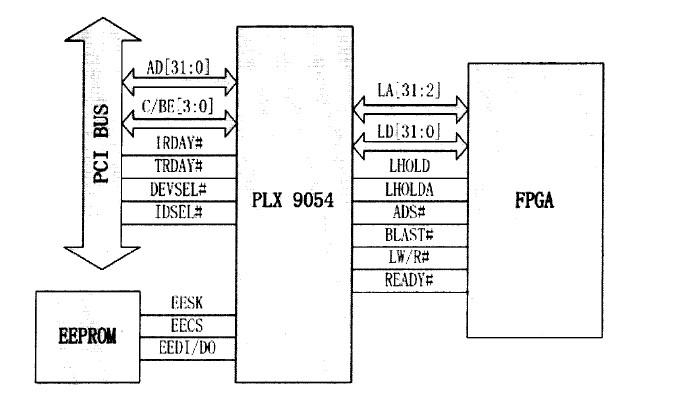 PCI BUS
AD[31:0]
C/BE[3:0]
IRDAY#
TRDAY#
DEVSEL#
IDSEL#
EEPROM
EESK
EECS
EEDI/DO
PLX 9054
LA[31:2]
LD[31:0]
LHOLD
LHOLDA
ADS#
BLAST#
LW/R#
READY#
FPGA